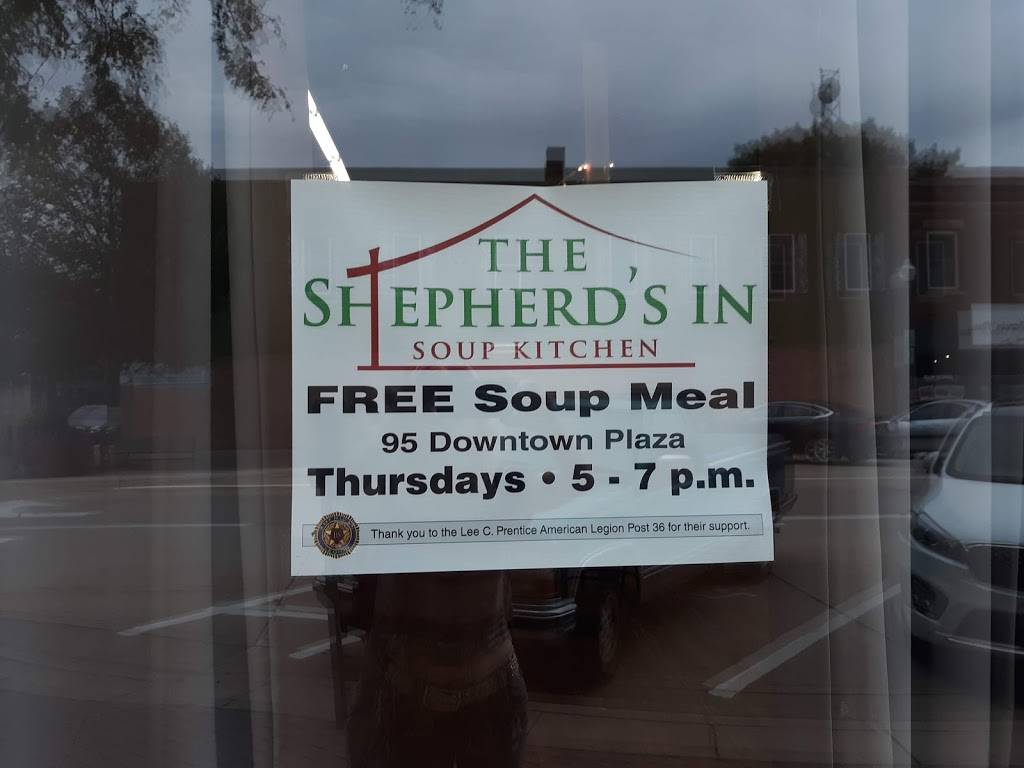 THE
SHEPHERD'S IN
SOUP KITCHEN
FREE Soup Meal
95 Downtown Plaza
Thursdays • 5 - 7 p.m.
Thank you to the Lee C. Prentice American Legion Post 36 for their support.